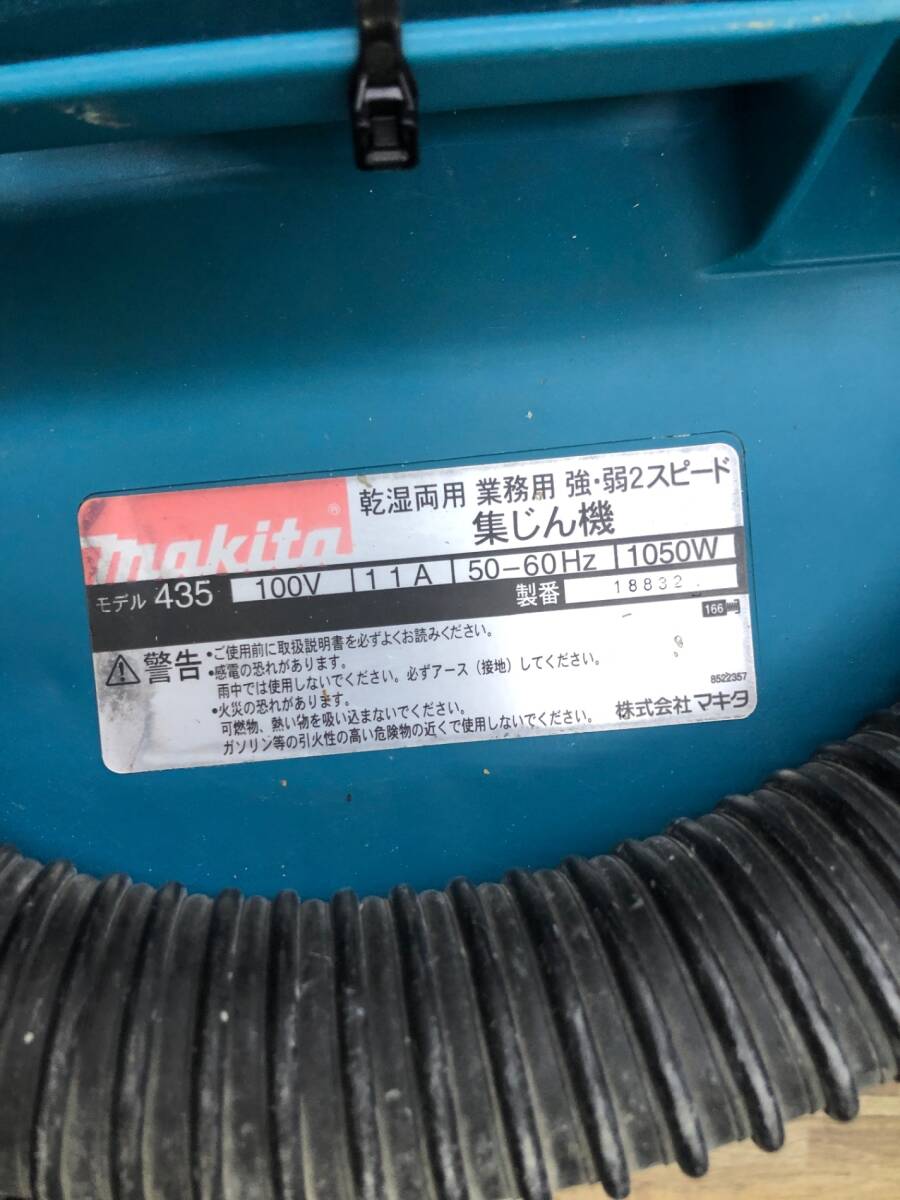 makita®
乾湿両用 業務用 強・弱2スピード
集じん機
モデル 435 100V 11A 50-60Hz 1050W
製番 18832
166
警告
・ご使用前に取扱説明書を必ずよくお読みください。
・感電の恐れがあります。
雨中では使用しないでください。必ずアース(接地)してください。
・火災の恐れがあります。
可燃物、熱い物を吸い込まないでください。
ガソリン等の引火性の高い危険物の近くで使用しないでください。
8522357
株式会社 マキタ